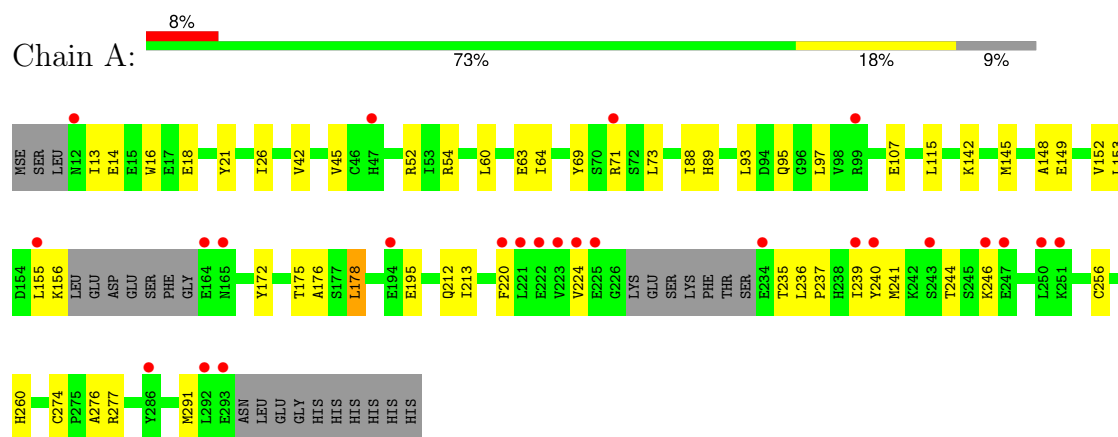 8%
Chain A:
73% 18% 9%
MSE SER LEU N12 I13 E14 E15 W16 E17 E18 Y21 I26 V42 V45 C46 H47 R52 I53 R54 L60 E63 I64 Y69 S70 R71 S72 L73 I88 H89 L93 D94 Q95 G96 L97 V98 R99 E107 L115 K142 M145 A148 E149 V152 L153
D154 L155 K156 LEU GLU ASP GLU SER PHE GLY E164 N165 Y172 T175 A176 S177 L178 E194 E195 Q212 I213 F220 L221 E222 V223 V224 E225 G226 LYS GLU SER LYS PHE THR SER E234 T235 L236 P237 H238 I239 Y240 M241 K242 S243 T244 S245 K246 E247 L250 K251 C256
H260 C274 P275 A276 R277 Y286 M291 L292 E293 ASN LEU GLU GLY HIS HIS HIS HIS HIS HIS